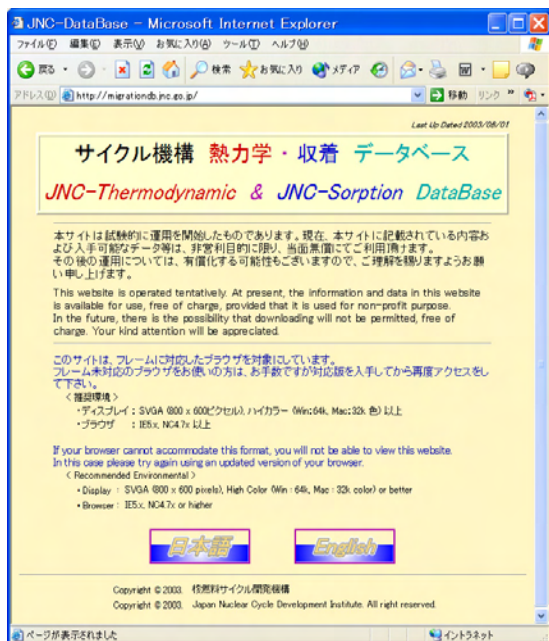 JNC-DataBase - Microsoft Internet Explorer
ファイル(F) 編集(E) 表示(V) お気に入り(A) ツール(T) ヘルプ(H)
戻る 検索 お気に入り メディア
アドレス(D) http://migrationdb.jnc.go.jp/ 移動 リンク »
Last Up Dated 2003/08/01
サイクル機構 熱力学・収着 データベース
JNC-Thermodynamic & JNC-Sorption DataBase
本サイトは試験的に運用を開始したものであります。現在、本サイトに記載されている内容お
よび入手可能なデータ等は、非営利目的に限り、当面無償にてご利用頂けます。
その後の運用については、有償化する可能性もございますので、ご理解を賜りますようお願
い申し上げます。
This website is operated tentatively. At present, the information and data in this website
is available for use, free of charge, provided that it is used for non-profit purpose.
In the future, there is the possibility that downloading will not be permitted, free of
charge. Your kind attention will be appreciated.
このサイトは、フレームに対応したブラウザを対象にしています。
フレーム未対応のブラウザをお使いの方は、お手数ですが対応版を入手してから再度アクセスをし
て下さい。
＜推奨環境＞
・ディスプレイ：SVGA (800 x 600ピクセル), ハイカラー (Win:64k, Mac:32k 色) 以上
・ブラウザ ：IE5.x, NC4.7x 以上
If your browser cannot accommodate this format, you will not be able to view this website.
In this case please try again using an updated version of your browser.
＜Recommended Environmental＞
・Display : SVGA (800 x 600 pixels), High Color (Win : 64k, Mac : 32k color) or better
・Browser : IE5.x, NC4.7x or higher
日本語 English
Copyright © 2003. 核燃料サイクル開発機構
Copyright © 2003. Japan Nuclear Cycle Development Institute. All right reserved.
ページが表示されました イントラネット